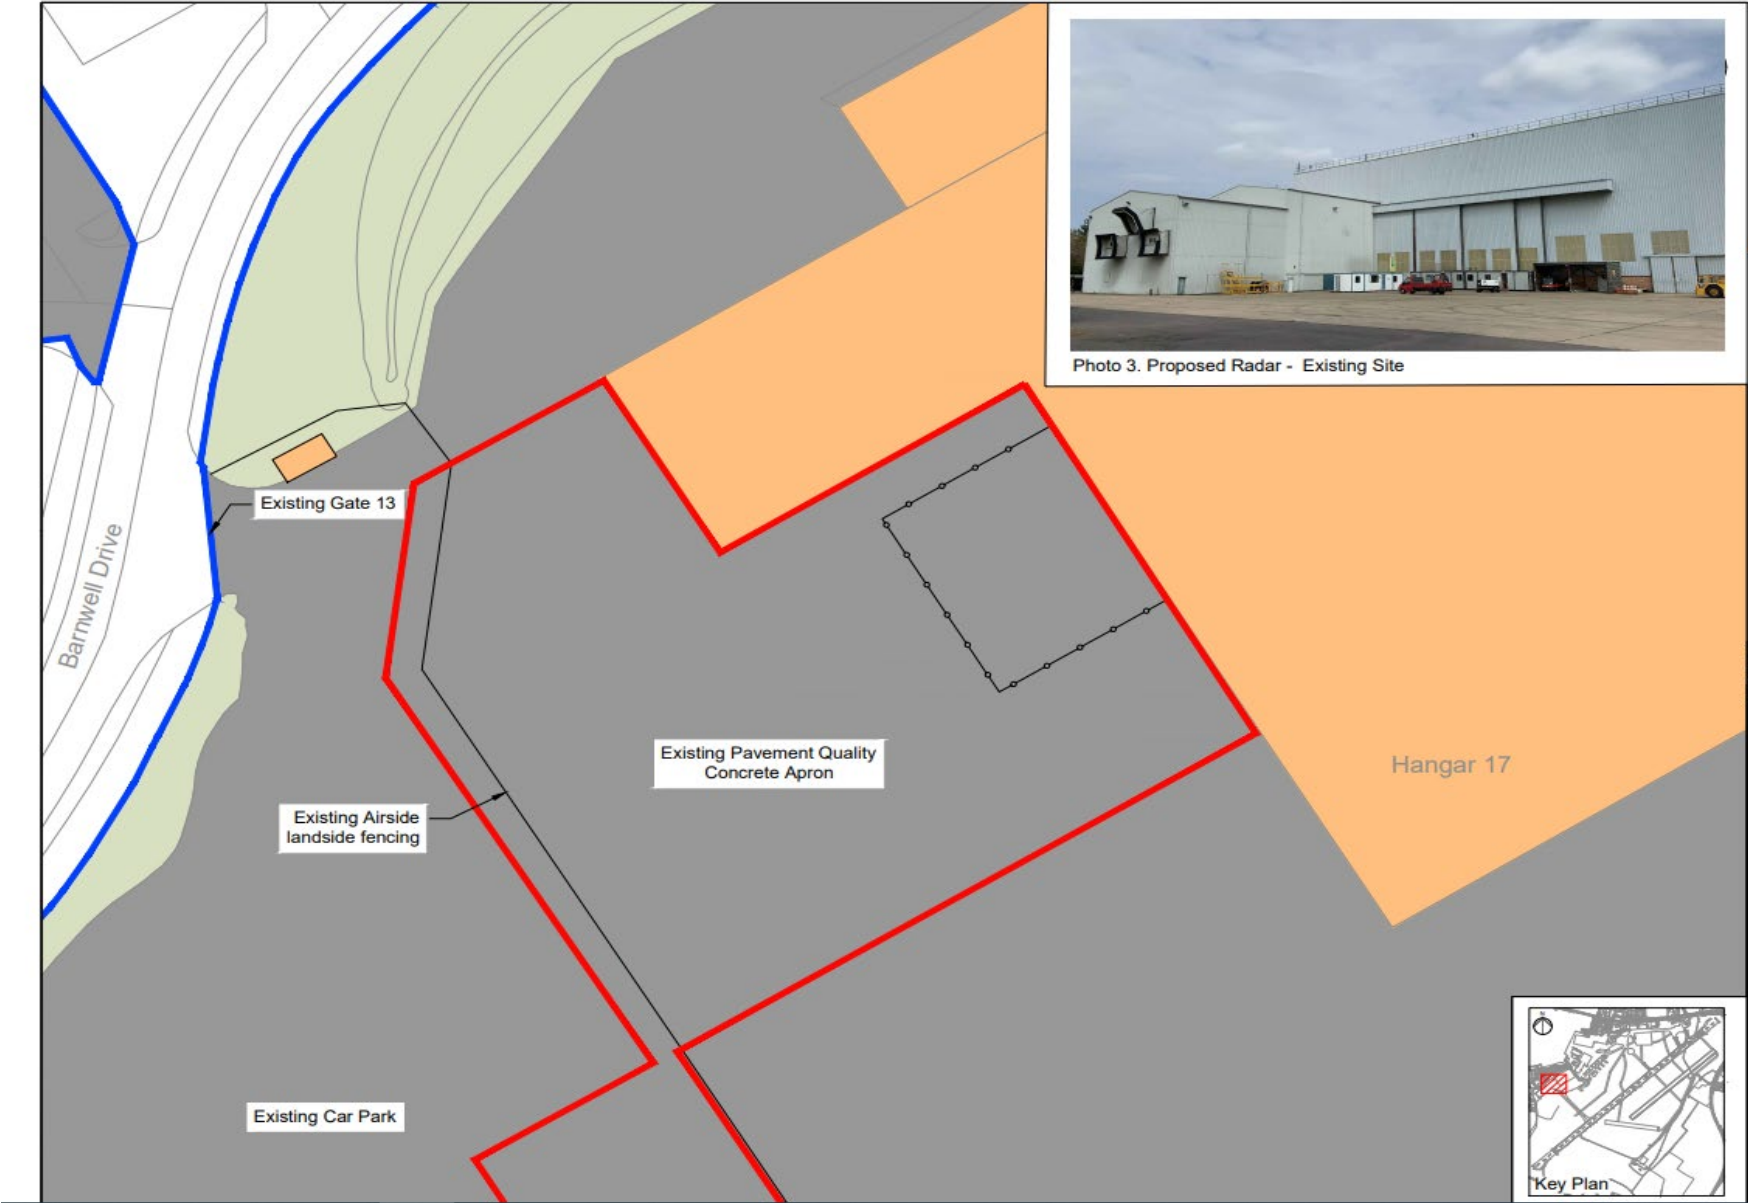 Photo 3. Proposed Radar - Existing Site
Existing Gate 13
Barnwell Drive
Existing Pavement Quality
Concrete Apron
Hangar 17
Existing Airside
landside fencing
Existing Car Park
N
Key Plan